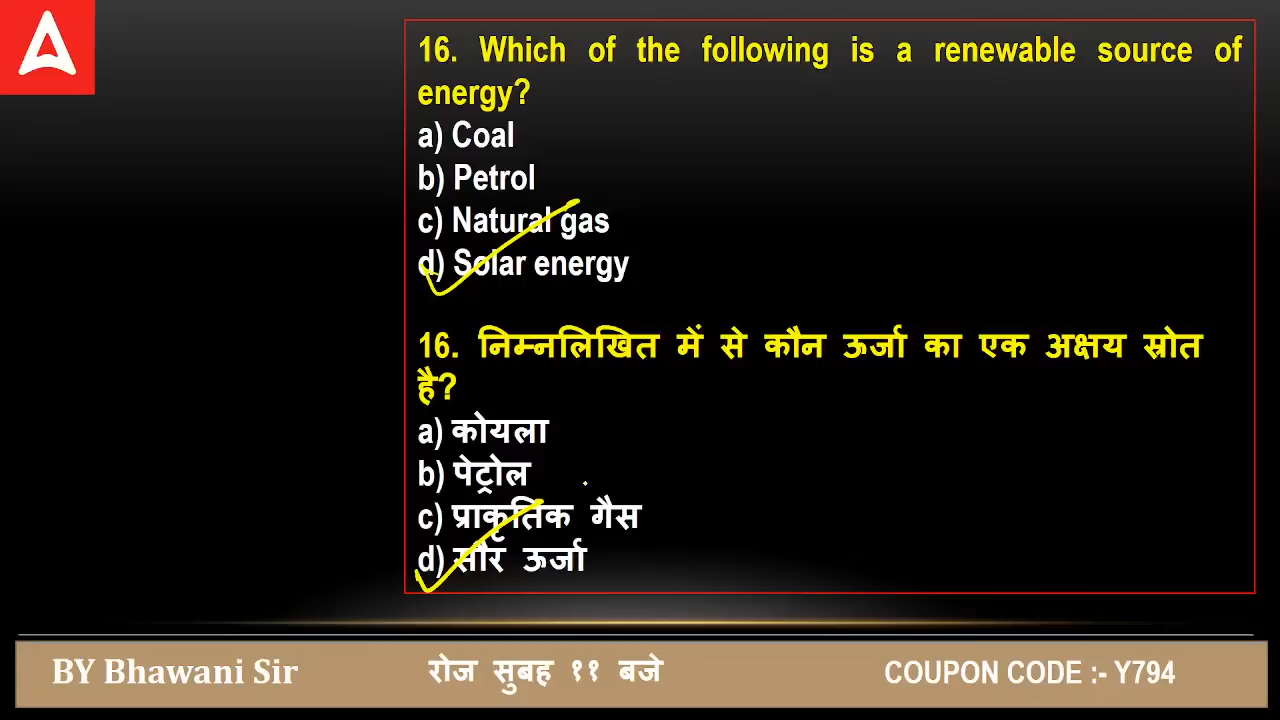 16. Which of the following is a renewable source of
energy?
a) Coal
b) Petrol
c) Natural gas
d) Solar energy
16. निम्नलिखित में से कौन ऊर्जा का एक अक्षय स्रोत
है?
a) कोयला
b) पेट्रोल
c) प्राकृतिक गैस
d) सौर ऊर्जा
BY Bhawani Sir रोज सुबह ११ बजे COUPON CODE :- Y794